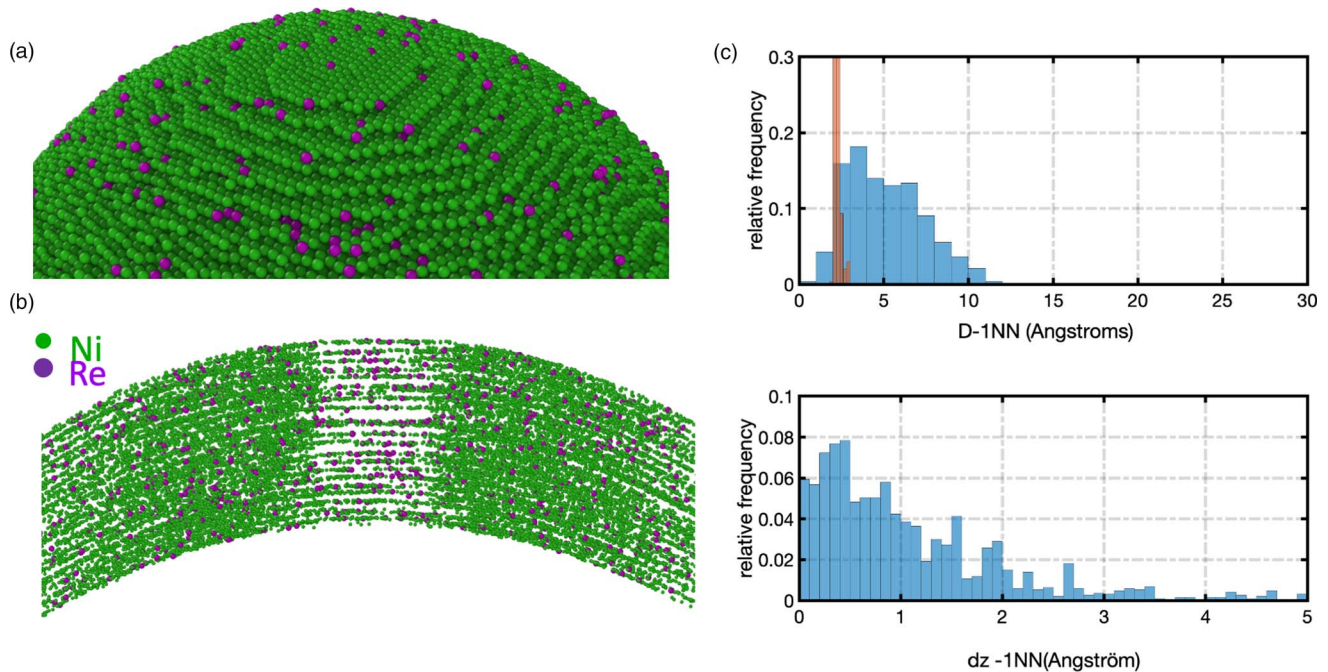 (a)
(b)
Ni
Re
(c)
0.3
0.2
0.1
0
relative frequency
0 5 10 15 20 25 30
D-1NN (Angstroms)
0.1
0.08
0.06
0.04
0.02
0
relative frequency
0 1 2 3 4 5
dz -1NN(Angström)